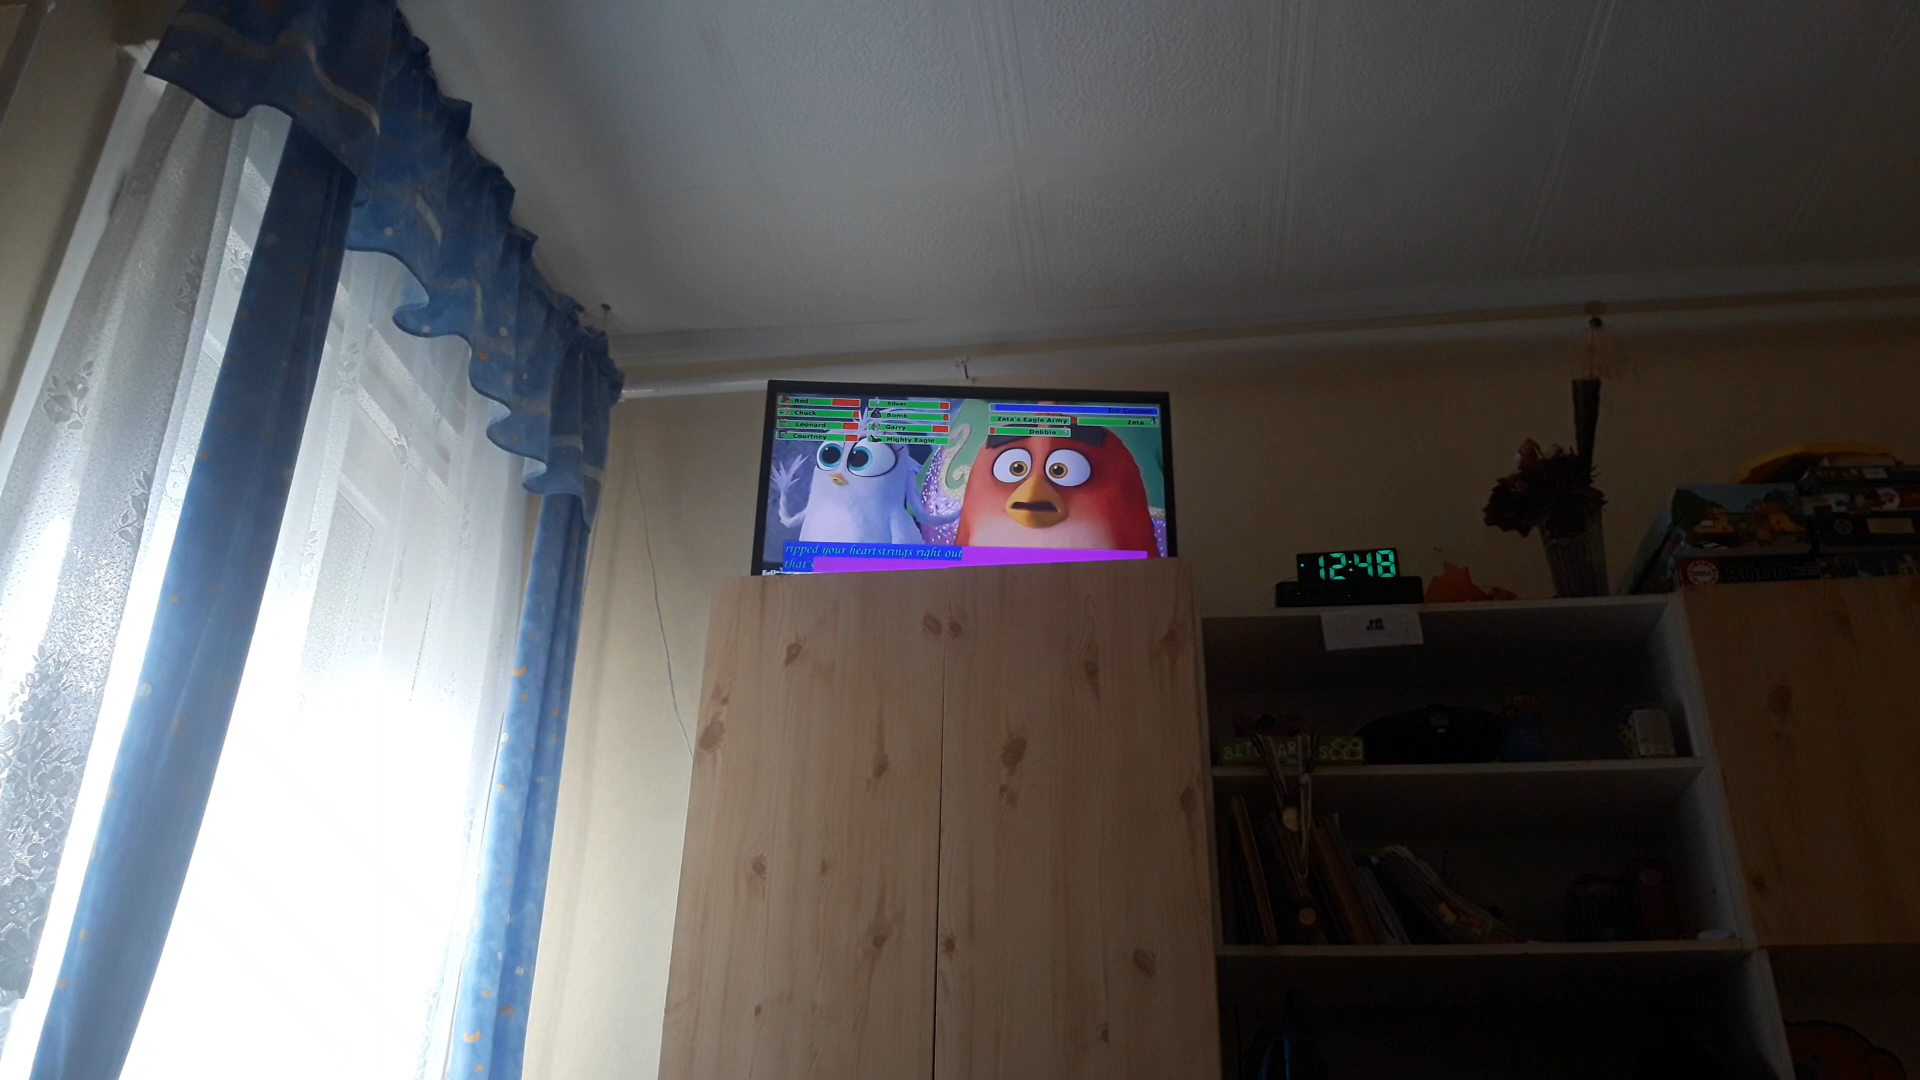 Red
Silver
Chuck
Bomb
Zeta's Eagle Army
Zeta
Leonard
Garry
Debbie
Courtney
Mighty Eagle
ripped your heartstrings right out
that's
12:48